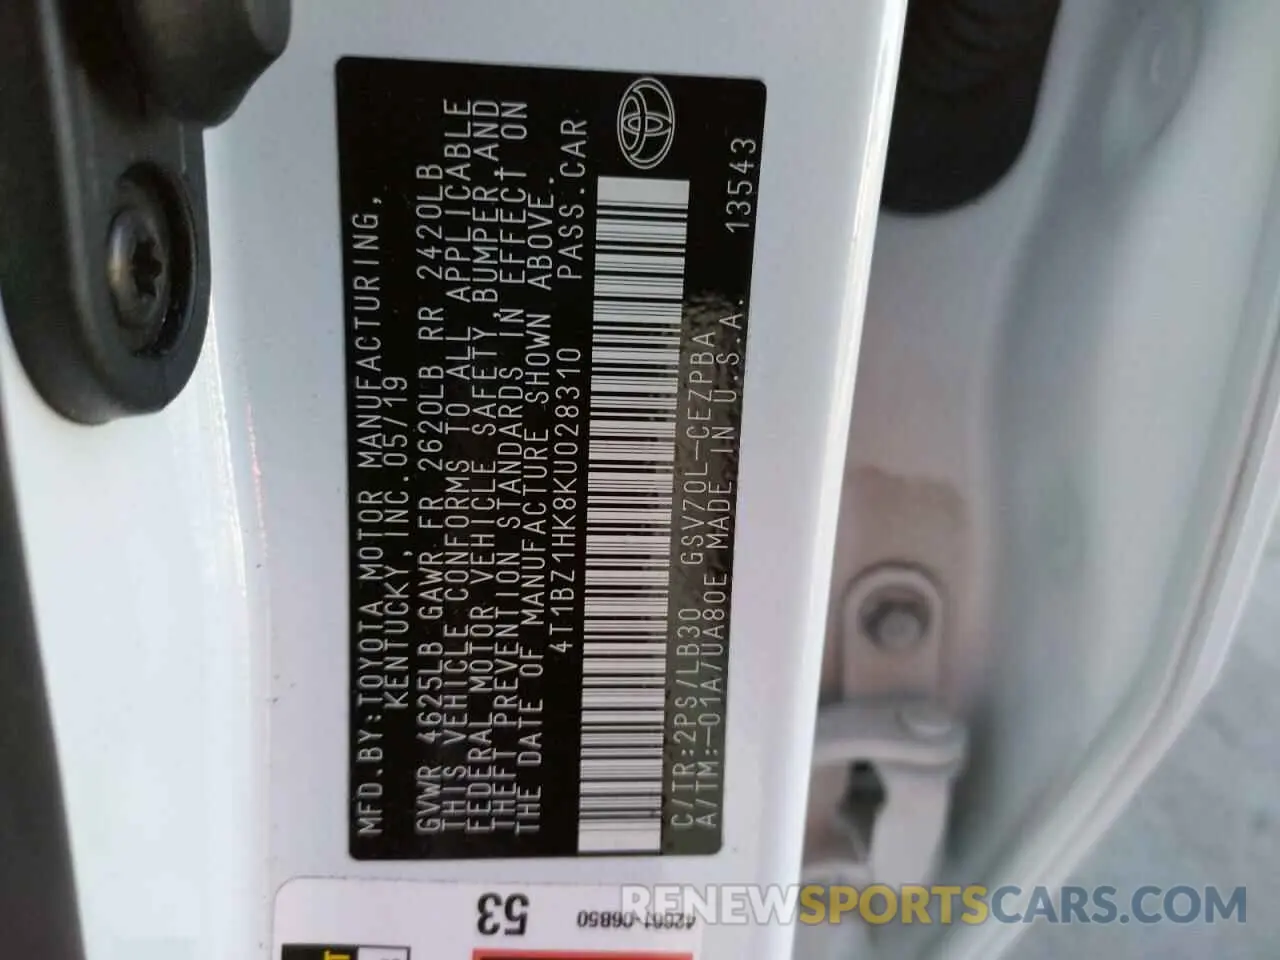 MFD.BY:TOYOTA MOTOR MANUFACTURING,
KENTUCKY,INC.05/19
GVWR 4625LB GAWR FR 2620LB RR 2420LB
THIS VEHICLE CONFORMS TO ALL APPLICABLE
FEDERAL MOTOR VEHICLE SAFETY,BUMPER,AND
THEFT PREVENTION STANDARDS IN EFFECT ON
THE DATE OF MANUFACTURE SHOWN ABOVE.
4T1BZ1HK8KU028310 PASS.CAR
C/TR:2PS/LB30 GSV70L-CEZPBA
A/TM:-01A/UA80E MADE IN U.S.A.
13543
53
42661-06B50
RENEWSPORTSCARS.COM